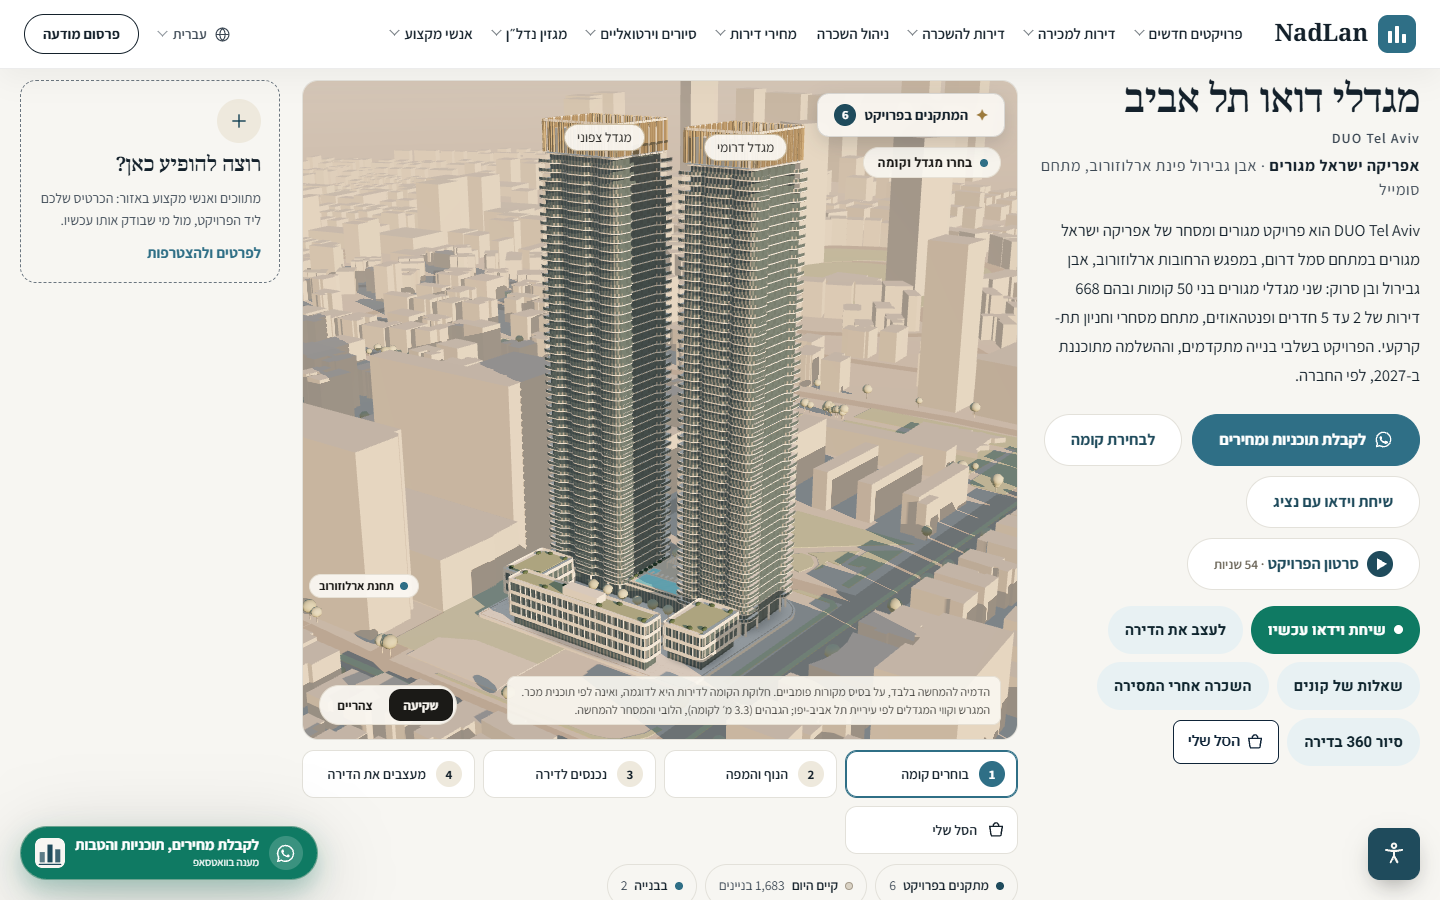 NadLan
פרויקטים חדשים
דירות למכירה
דירות להשכרה
ניהול השכרה
מחירי דירות
סיורים וירטואליים
מגזין נדל״ן
אנשי מקצוע
עברית
פרסום מודעה
מגדלי דואו תל אביב
DUO Tel Aviv
אפריקה ישראל מגורים · אבן גבירול פינת ארלוזורוב, מתחם
סומייל
DUO Tel Aviv הוא פרויקט מגורים ומסחר של אפריקה ישראל
מגורים במתחם סמל דרום, במפגש הרחובות ארלוזורוב, אבן
גבירול ובן סרוק: שני מגדלי מגורים בני 50 קומות ובהם 668
דירות של 2 עד 5 חדרים ופנטהאוזים, מתחם מסחרי וחניון תת-
קרקעי. הפרויקט בשלבי בנייה מתקדמים, וההשלמה מתוכננת
ב-2027, לפי החברה.
לקבלת תוכניות ומחירים
לבחירת קומה
שיחת וידאו עם נציג
סרטון הפרויקט · 54 שניות
שיחת וידאו עכשיו
לעצב את הדירה
שאלות של קונים
השכרה אחרי המסירה
סיור 360 בדירה
הסל שלי
המתקנים בפרויקט 6
בחרו מגדל וקומה
מגדל צפוני
מגדל דרומי
תחנת ארלוזורוב
הדמיה להמחשה בלבד, על בסיס מקורות פומביים. חלוקת הקומה לדירות היא לדוגמה, ואינה לפי תוכנית מכר.
המגרש וקווי המגדלים לפי עיריית תל אביב-יפו; הגבהים (3.3 מ׳ לקומה), הלובי והמסחר להמחשה.
שקיעה
צהריים
1 בוחרים קומה
2 הנוף והמפה
3 נכנסים לדירה
4 מעצבים את הדירה
הסל שלי
מתקנים בפרויקט 6
קיים היום 1,683 בניינים
בבנייה 2
רוצה להופיע כאן?
מתווכים ואנשי מקצוע באזור: הכרטיס שלכם
ליד הפרויקט, מול מי שבודק אותו עכשיו.
לפרטים ולהצטרפות
לקבלת מחירים, תוכניות והטבות
מענה בוואטסאפ